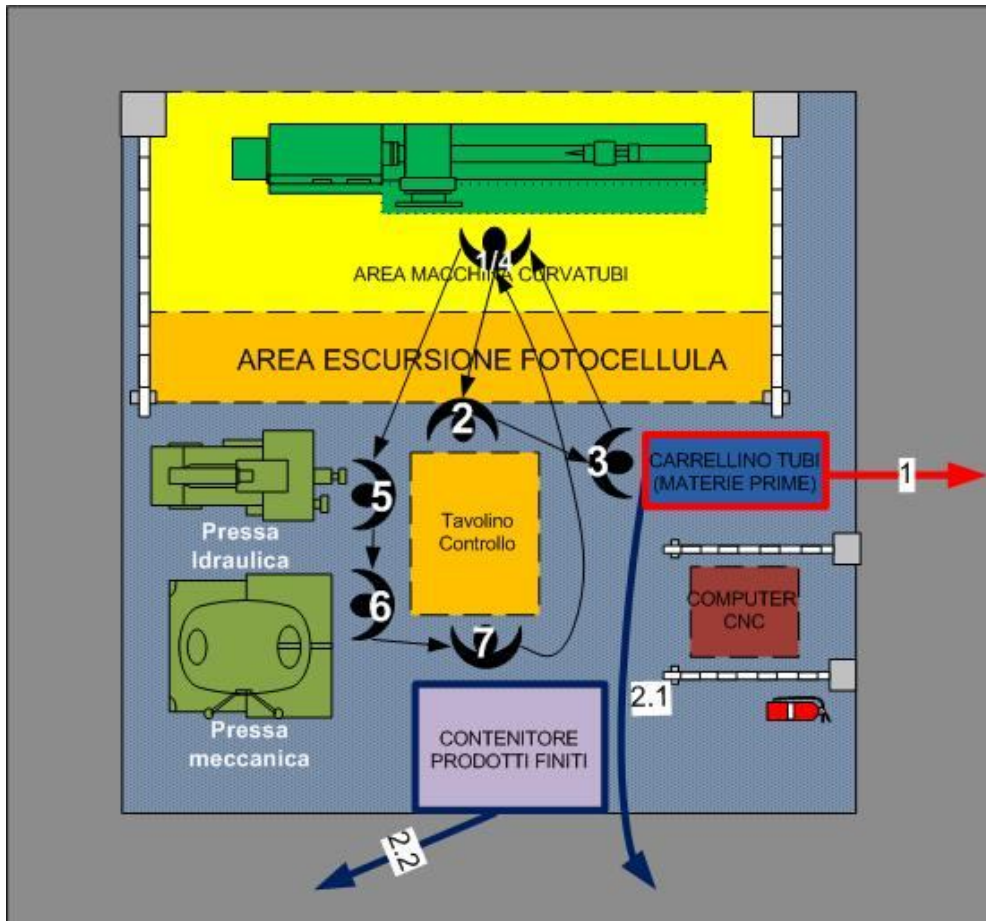 1/4
AREA MACCHINA CURVATUBI
AREA ESCURSIONE FOTOCELLULA
2
3
CARRELLINO TUBI
(MATERIE PRIME)
1
5
Pressa
Idraulica
Tavolino
Controllo
6
7
COMPUTER
CNC
2.1
Pressa
meccanica
CONTENITORE
PRODOTTI FINITI
2.2